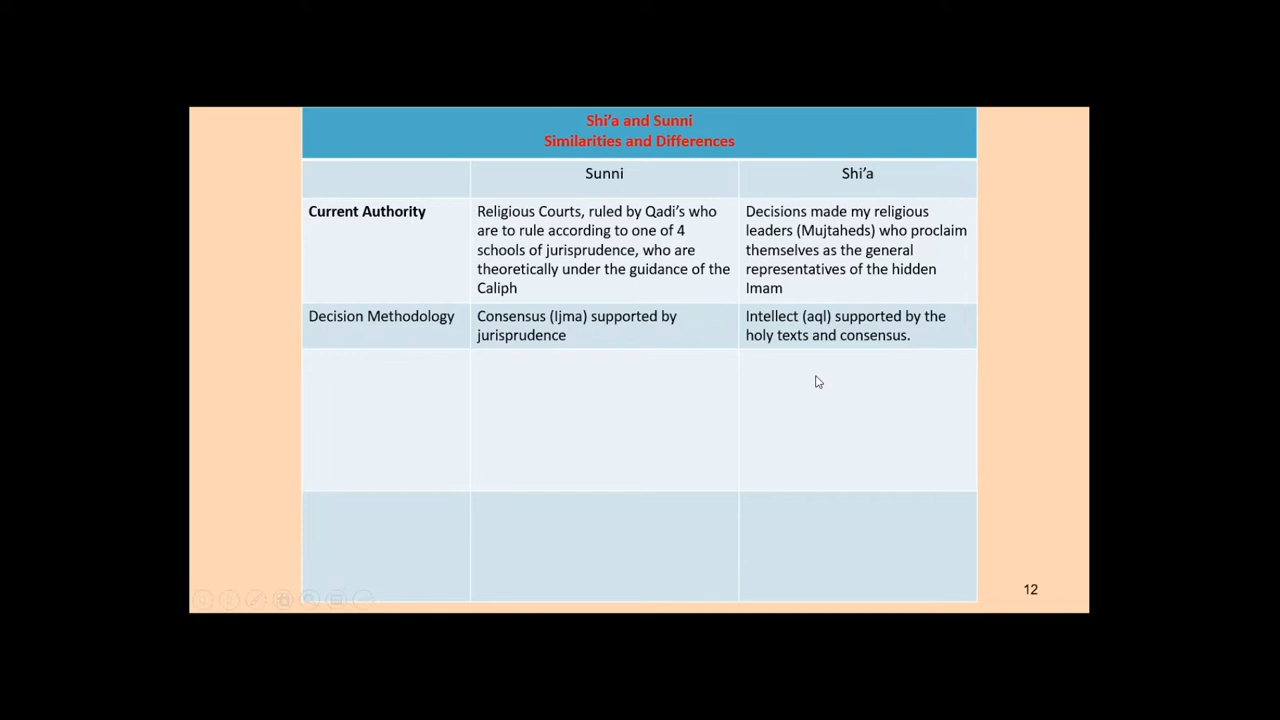 Shi'a and Sunni
Similarities and Differences
Sunni
Shi'a
Current Authority
Religious Courts, ruled by Qadi's who
are to rule according to one of 4
schools of jurisprudence, who are
theoretically under the guidance of the
Caliph
Decisions made my religious
leaders (Mujtaheds) who proclaim
themselves as the general
representatives of the hidden
Imam
Decision Methodology
Consensus (Ijma) supported by
jurisprudence
Intellect (aql) supported by the
holy texts and consensus.
12